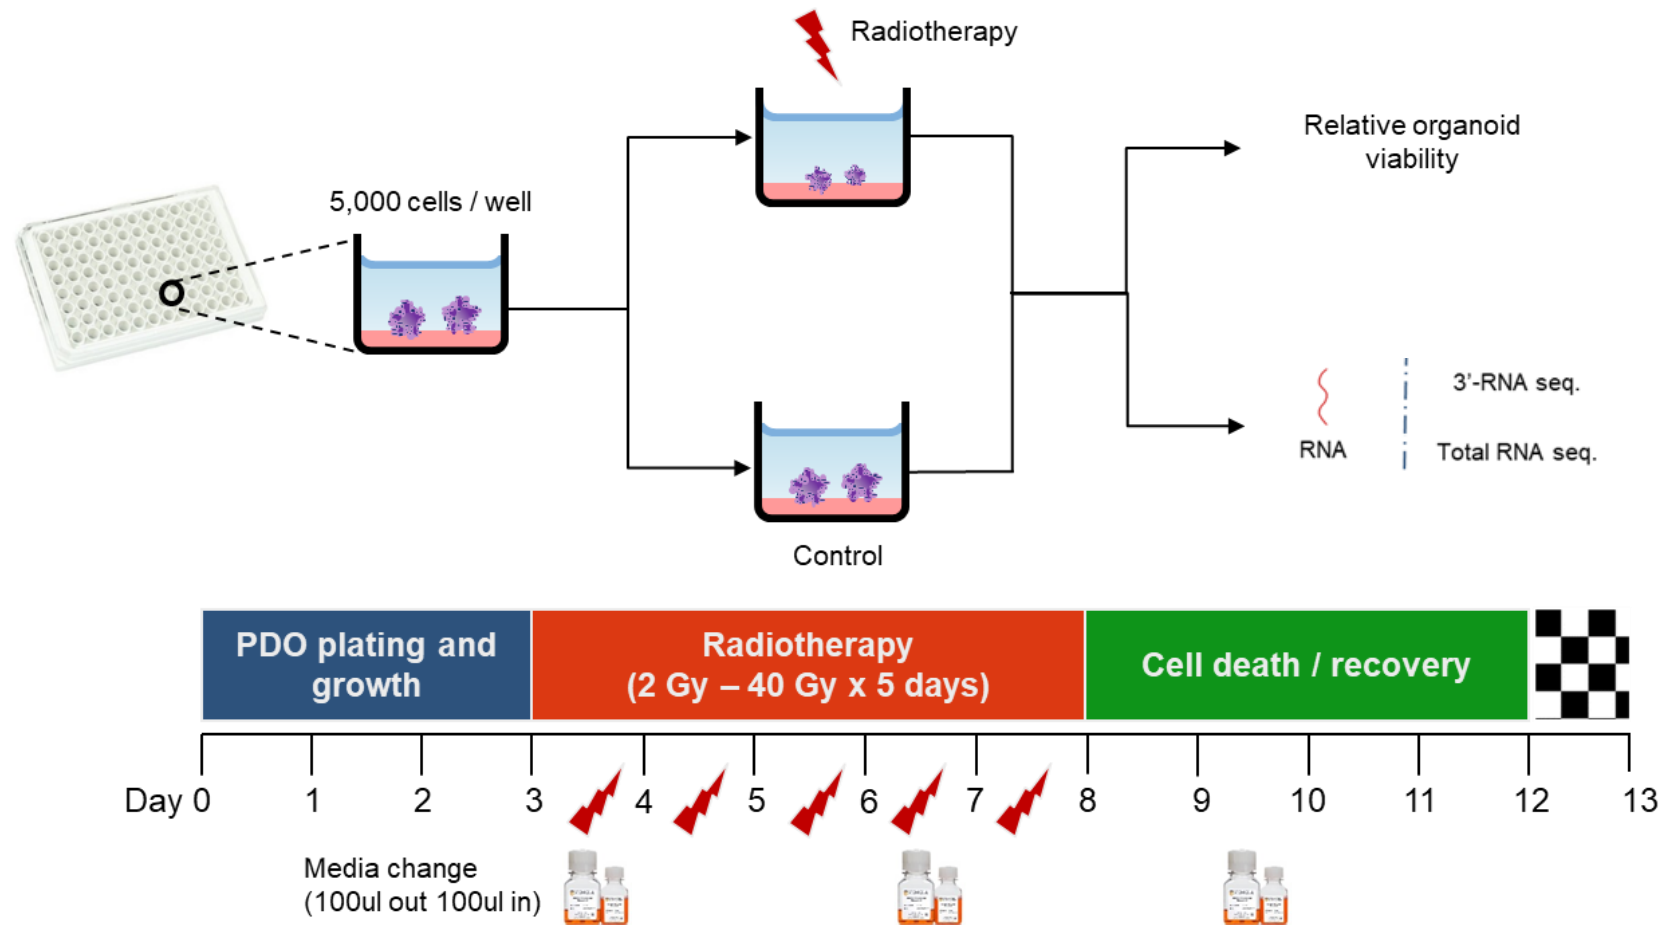 Radiotherapy
5,000 cells / well
Relative organoid
viability
3’-RNA seq.
RNA
Total RNA seq.
Control
PDO plating and
growth
Radiotherapy
(2 Gy – 40 Gy x 5 days)
Cell death / recovery
Day 0 1 2 3 4 5 6 7 8 9 10 11 12 13
Media change
(100ul out 100ul in)